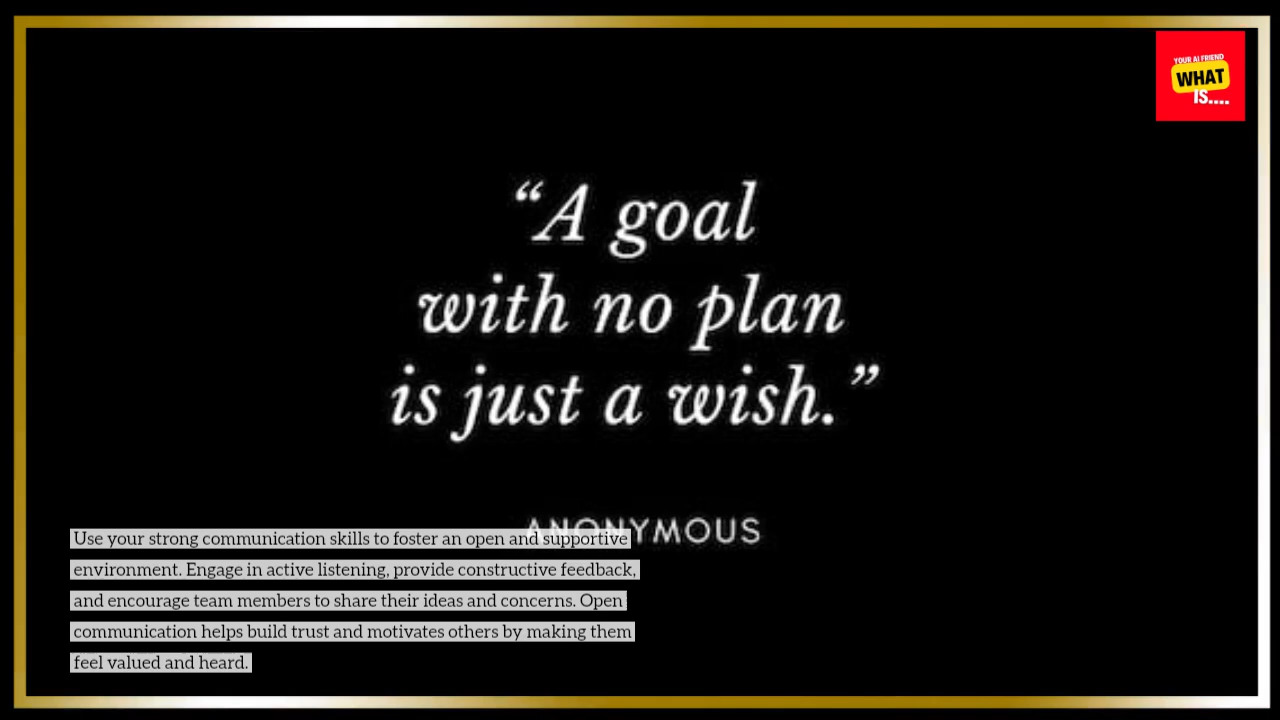 YOUR AI FRIEND
WHAT
IS....
“A goal
with no plan
is just a wish.”
ANONYMOUS
Use your strong communication skills to foster an open and supportive
environment. Engage in active listening, provide constructive feedback,
and encourage team members to share their ideas and concerns. Open
communication helps build trust and motivates others by making them
feel valued and heard.